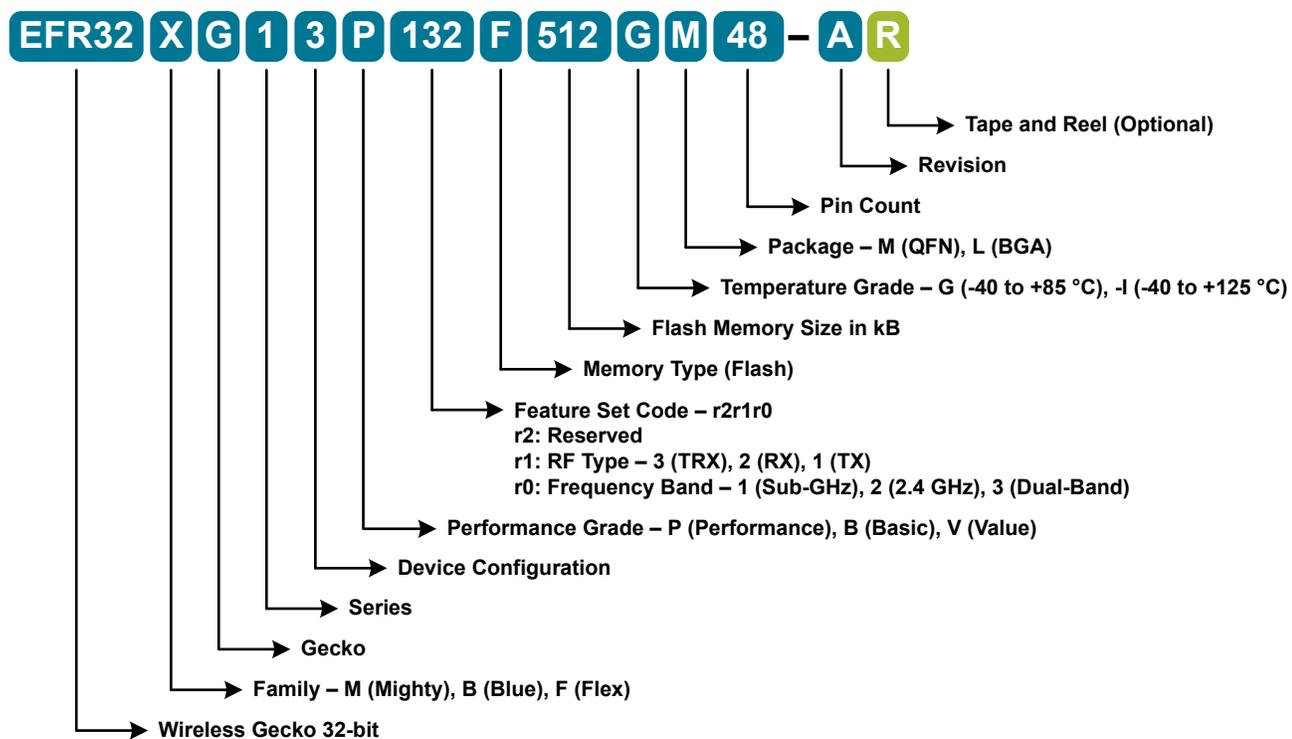 EFR32 X G 1 3 P 132 F 512 G M 48 – A R
Tape and Reel (Optional)
Revision
Pin Count
Package – M (QFN), L (BGA)
Temperature Grade – G (-40 to +85 °C), -I (-40 to +125 °C)
Flash Memory Size in kB
Memory Type (Flash)
Feature Set Code – r2r1r0
r2: Reserved
r1: RF Type – 3 (TRX), 2 (RX), 1 (TX)
r0: Frequency Band – 1 (Sub-GHz), 2 (2.4 GHz), 3 (Dual-Band)
Performance Grade – P (Performance), B (Basic), V (Value)
Device Configuration
Series
Gecko
Family – M (Mighty), B (Blue), F (Flex)
Wireless Gecko 32-bit